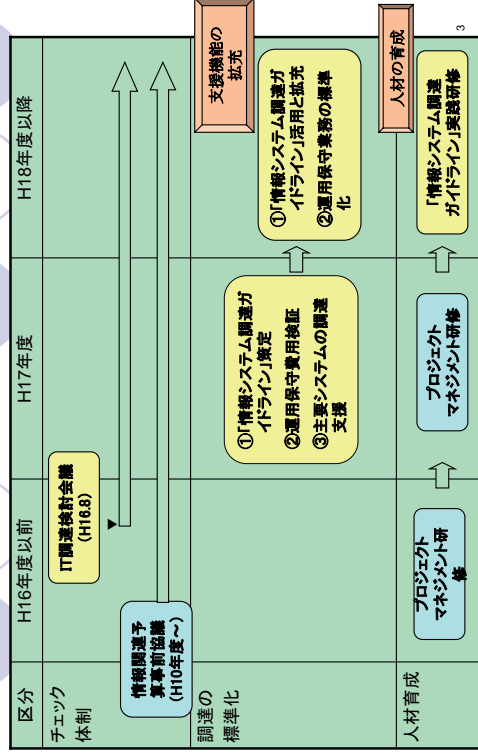 区分
H16年度以前
H17年度
H18年度以降
チェック
体制
IT調達検討会議
(H16.8)
情報関連予
算事前協議
(H10年度～)
調達の
標準化
①「情報システム調達ガ
イドライン」策定
②運用保守費用検証
③主要システムの調達
支援
支援機能の
拡充
①「情報システム調達ガ
イドライン」活用と拡充
②運用保守業務の標準
化
人材育成
プロジェクト
マネジメント研
修
プロジェクト
マネジメント研修
人材の育成
「情報システム調達
ガイドライン」実践研修
3